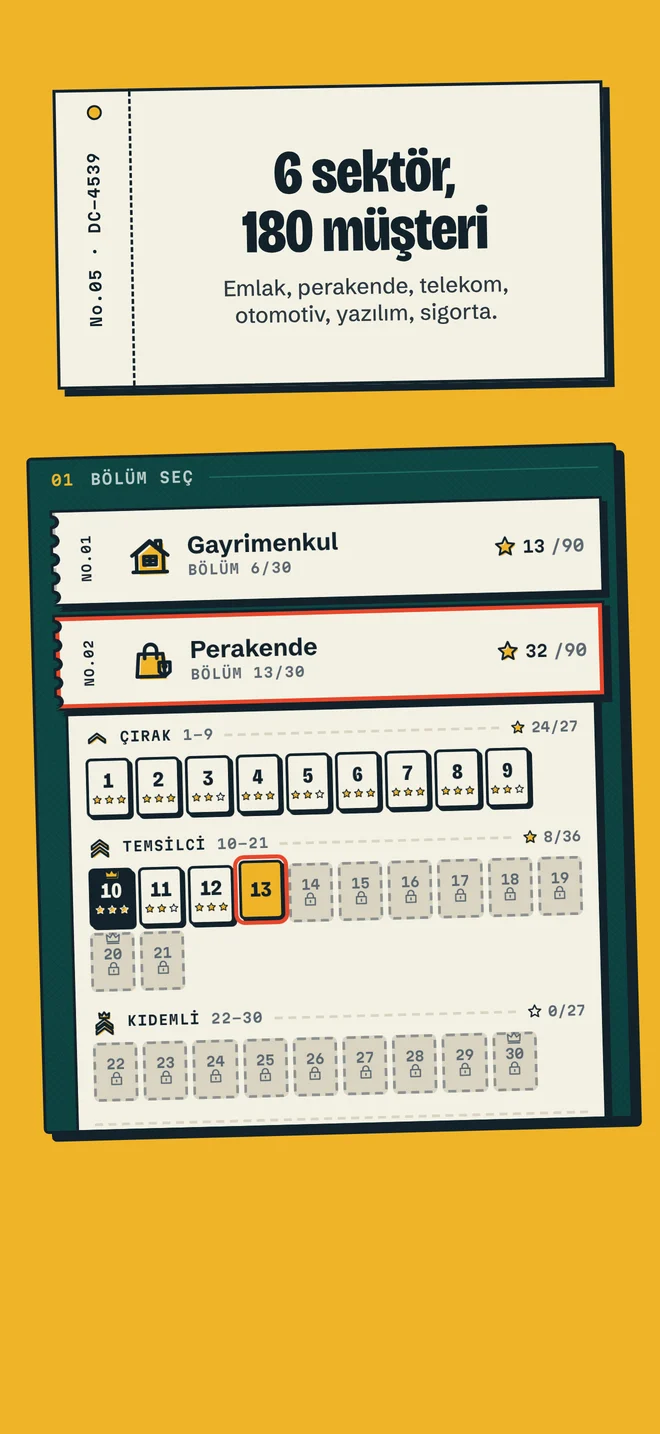 No.05 · DC-4539
6 sektör,
180 müşteri
Emlak, perakende, telekom,
otomotiv, yazılım, sigorta.
01 BÖLÜM SEÇ
NO.01
Gayrimenkul
BÖLÜM 6/30
13 /90
NO.02
Perakende
BÖLÜM 13/30
32 /90
ÇIRAK 1–9 24/27
1 2 3 4 5 6 7 8 9
TEMSİLCİ 10–21 8/36
10 11 12 13 14 15 16 17 18 19
20 21
KIDEMLİ 22–30 0/27
22 23 24 25 26 27 28 29 30